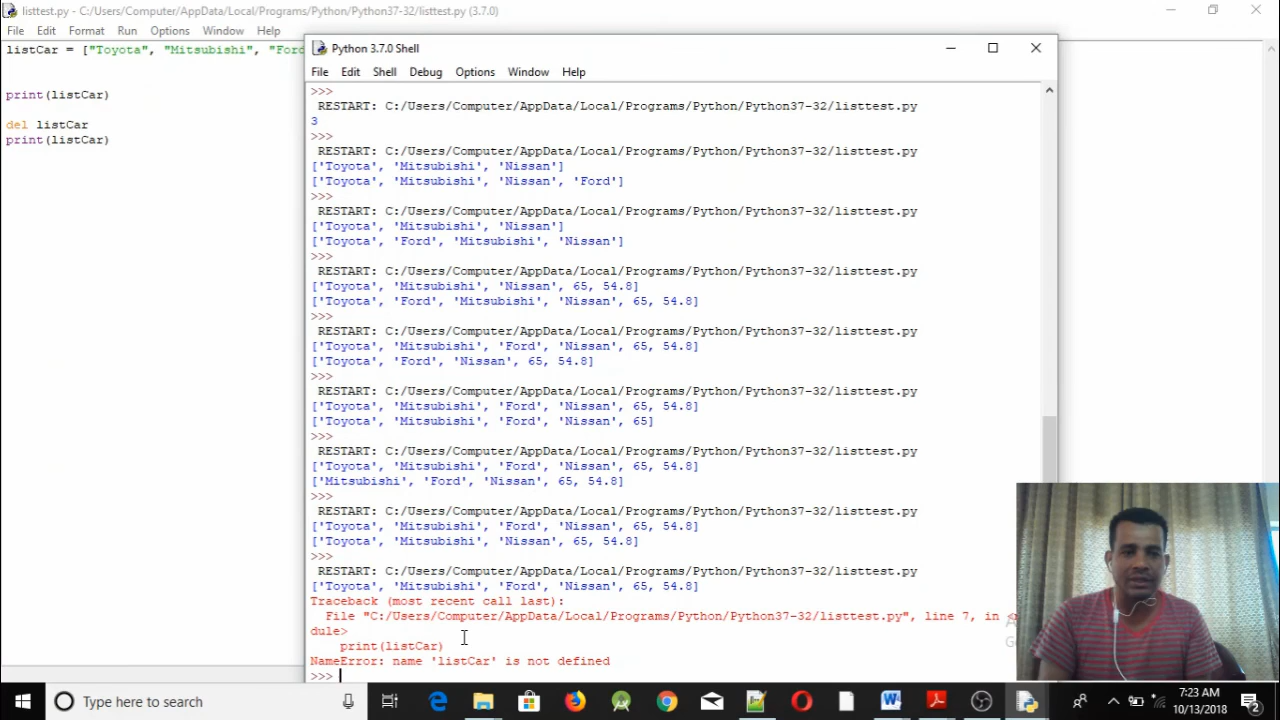 listtest.py - C:/Users/Computer/AppData/Local/Programs/Python/Python37-32/listtest.py (3.7.0)
File Edit Format Run Options Window Help
listCar = ["Toyota", "Mitsubishi", "Ford
print(listCar)
del listCar
print(listCar)
Python 3.7.0 Shell
File Edit Shell Debug Options Window Help
>>>
RESTART: C:/Users/Computer/AppData/Local/Programs/Python/Python37-32/listtest.py
3
>>>
RESTART: C:/Users/Computer/AppData/Local/Programs/Python/Python37-32/listtest.py
['Toyota', 'Mitsubishi', 'Nissan']
['Toyota', 'Mitsubishi', 'Nissan', 'Ford']
>>>
RESTART: C:/Users/Computer/AppData/Local/Programs/Python/Python37-32/listtest.py
['Toyota', 'Mitsubishi', 'Nissan']
['Toyota', 'Ford', 'Mitsubishi', 'Nissan']
>>>
RESTART: C:/Users/Computer/AppData/Local/Programs/Python/Python37-32/listtest.py
['Toyota', 'Mitsubishi', 'Nissan', 65, 54.8]
['Toyota', 'Ford', 'Mitsubishi', 'Nissan', 65, 54.8]
>>>
RESTART: C:/Users/Computer/AppData/Local/Programs/Python/Python37-32/listtest.py
['Toyota', 'Mitsubishi', 'Ford', 'Nissan', 65, 54.8]
['Toyota', 'Ford', 'Nissan', 65, 54.8]
>>>
RESTART: C:/Users/Computer/AppData/Local/Programs/Python/Python37-32/listtest.py
['Toyota', 'Mitsubishi', 'Ford', 'Nissan', 65, 54.8]
['Toyota', 'Mitsubishi', 'Ford', 'Nissan', 65]
>>>
RESTART: C:/Users/Computer/AppData/Local/Programs/Python/Python37-32/listtest.py
['Toyota', 'Mitsubishi', 'Ford', 'Nissan', 65, 54.8]
['Mitsubishi', 'Ford', 'Nissan', 65, 54.8]
>>>
RESTART: C:/Users/Computer/AppData/Local/Programs/Python/Python37-32/listtest.py
['Toyota', 'Mitsubishi', 'Ford', 'Nissan', 65, 54.8]
['Toyota', 'Mitsubishi', 'Nissan', 65, 54.8]
>>>
RESTART: C:/Users/Computer/AppData/Local/Programs/Python/Python37-32/listtest.py
['Toyota', 'Mitsubishi', 'Ford', 'Nissan', 65, 54.8]
Traceback (most recent call last):
File "C:/Users/Computer/AppData/Local/Programs/Python/Python37-32/listtest.py", line 7, in
dule>
print(listCar)
NameError: name 'listCar' is not defined
>>>
Type here to search
7:23 AM
10/13/2018
2